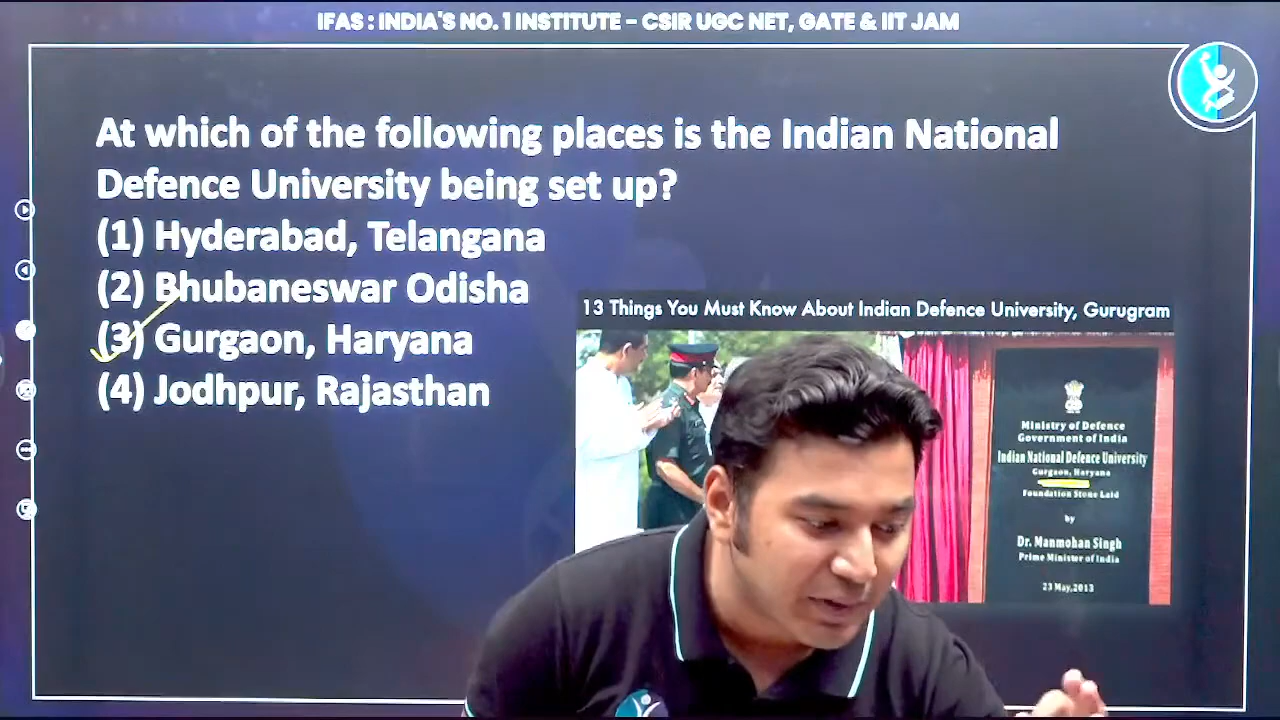 IFAS : INDIA'S NO. 1 INSTITUTE - CSIR UGC NET, GATE & IIT JAM
At which of the following places is the Indian National
Defence University being set up?
(1) Hyderabad, Telangana
(2) Bhubaneswar Odisha
(3) Gurgaon, Haryana
(4) Jodhpur, Rajasthan
13 Things You Must Know About Indian Defence University, Gurugram
Ministry of Defence
Government of India
Indian National Defence University
Gurgaon, Haryana
Foundation Stone Laid
by
Dr. Manmohan Singh
Prime Minister of India
23 May,2013